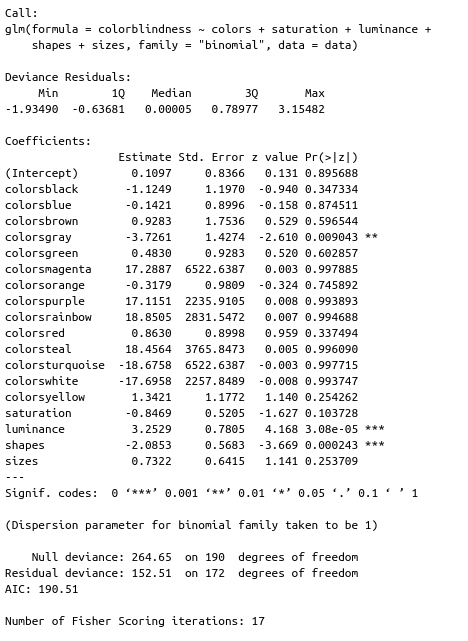 Call:
glm(formula = colorblindness ~ colors + saturation + luminance +
    shapes + sizes, family = "binomial", data = data)

Deviance Residuals:
     Min        1Q    Median        3Q       Max
-1.93490  -0.63681   0.00005   0.78977   3.15482

Coefficients:
                 Estimate Std. Error z value Pr(>|z|)
(Intercept)        0.1097     0.8366   0.131 0.895688
colorsblack       -1.1249     1.1970  -0.940 0.347334
colorsblue        -0.1421     0.8996  -0.158 0.874511
colorsbrown        0.9283     1.7536   0.529 0.596544
colorsgray        -3.7261     1.4274  -2.610 0.009043 **
colorsgreen        0.4830     0.9283   0.520 0.602857
colorsmagenta     17.2887  6522.6387   0.003 0.997885
colorsorange      -0.3179     0.9809  -0.324 0.745892
colorspurple      17.1151  2235.9105   0.008 0.993893
colorsrainbow     18.8505  2831.5472   0.007 0.994688
colorsred          0.8630     0.8998   0.959 0.337494
colorsteal        18.4564  3765.8473   0.005 0.996090
colorsturquoise  -18.6758  6522.6387  -0.003 0.997715
colorswhite      -17.6958  2257.8489  -0.008 0.993747
colorsyellow       1.3421     1.1772   1.140 0.254262
saturation        -0.8469     0.5205  -1.627 0.103728
luminance          3.2529     0.7805   4.168 3.08e-05 ***
shapes            -2.0853     0.5683  -3.669 0.000243 ***
sizes              0.7322     0.6415   1.141 0.253709
---
Signif. codes:  0 ‘***’ 0.001 ‘**’ 0.01 ‘*’ 0.05 ‘.’ 0.1 ‘ ’ 1

(Dispersion parameter for binomial family taken to be 1)

    Null deviance: 264.65  on 190  degrees of freedom
Residual deviance: 152.51  on 172  degrees of freedom
AIC: 190.51

Number of Fisher Scoring iterations: 17